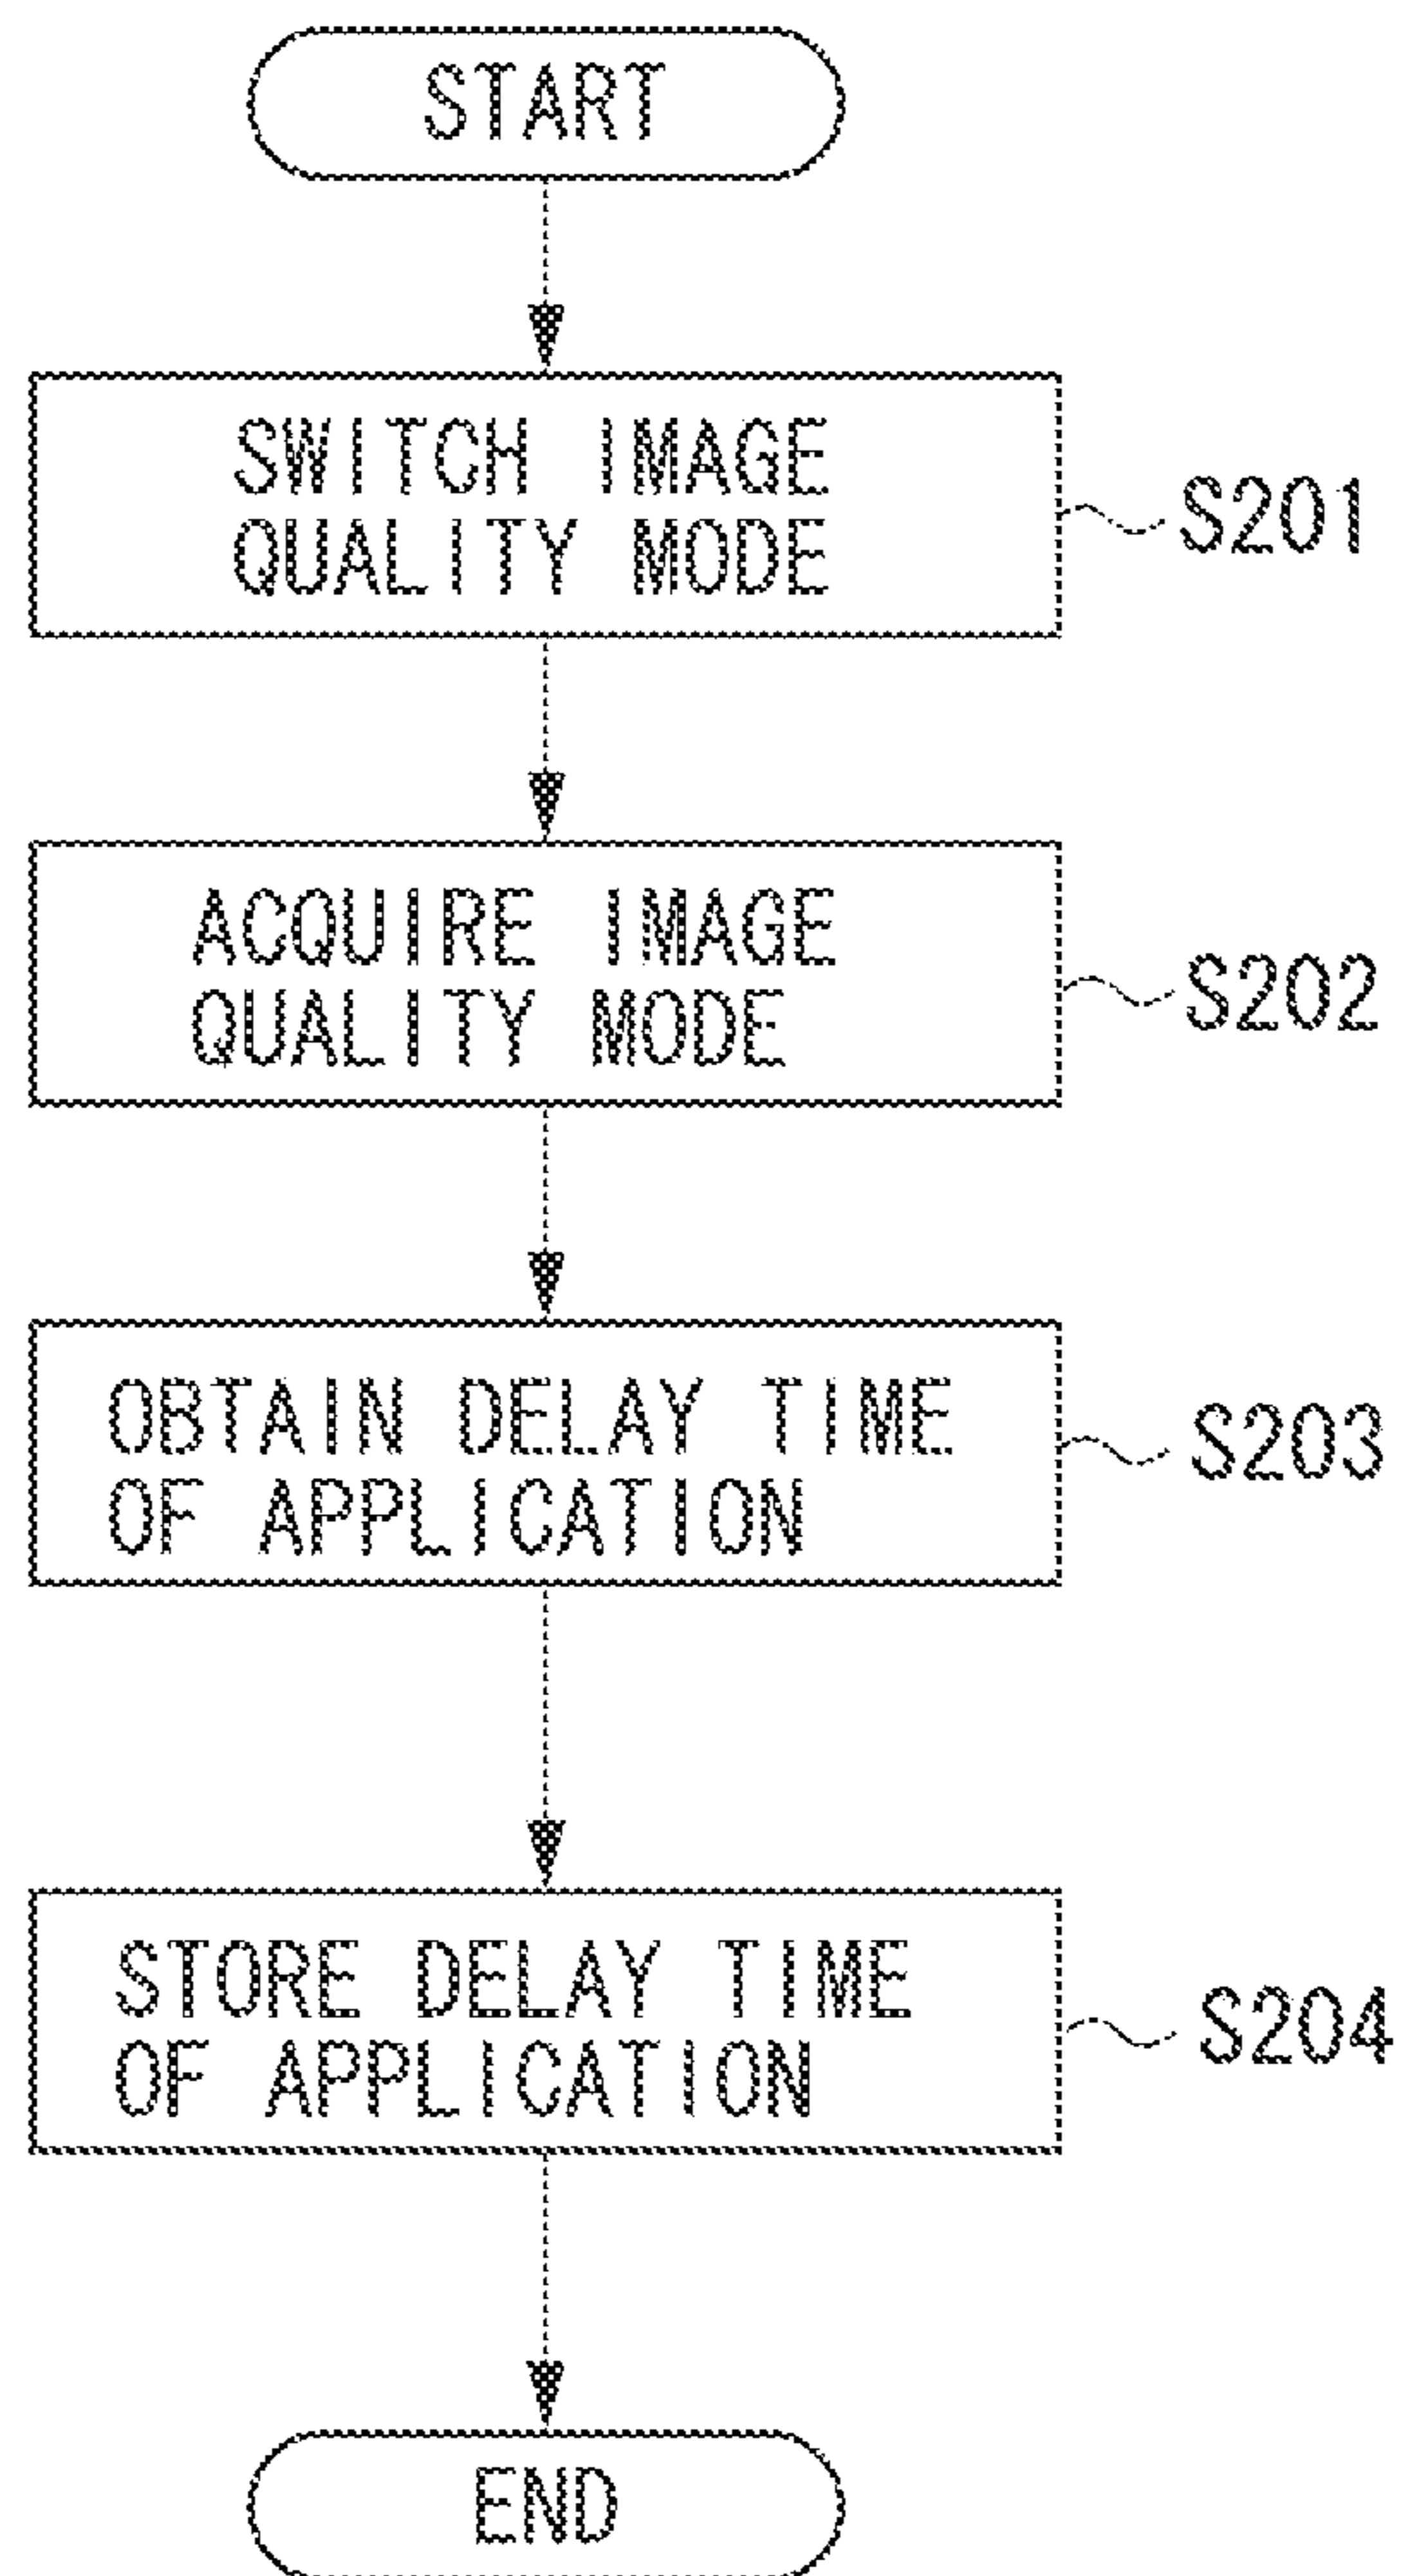 START
SWITCH IMAGE
QUALITY MODE
S201
ACQUIRE IMAGE
QUALITY MODE
S202
OBTAIN DELAY TIME
OF APPLICATION
S203
STORE DELAY TIME
OF APPLICATION
S204
END